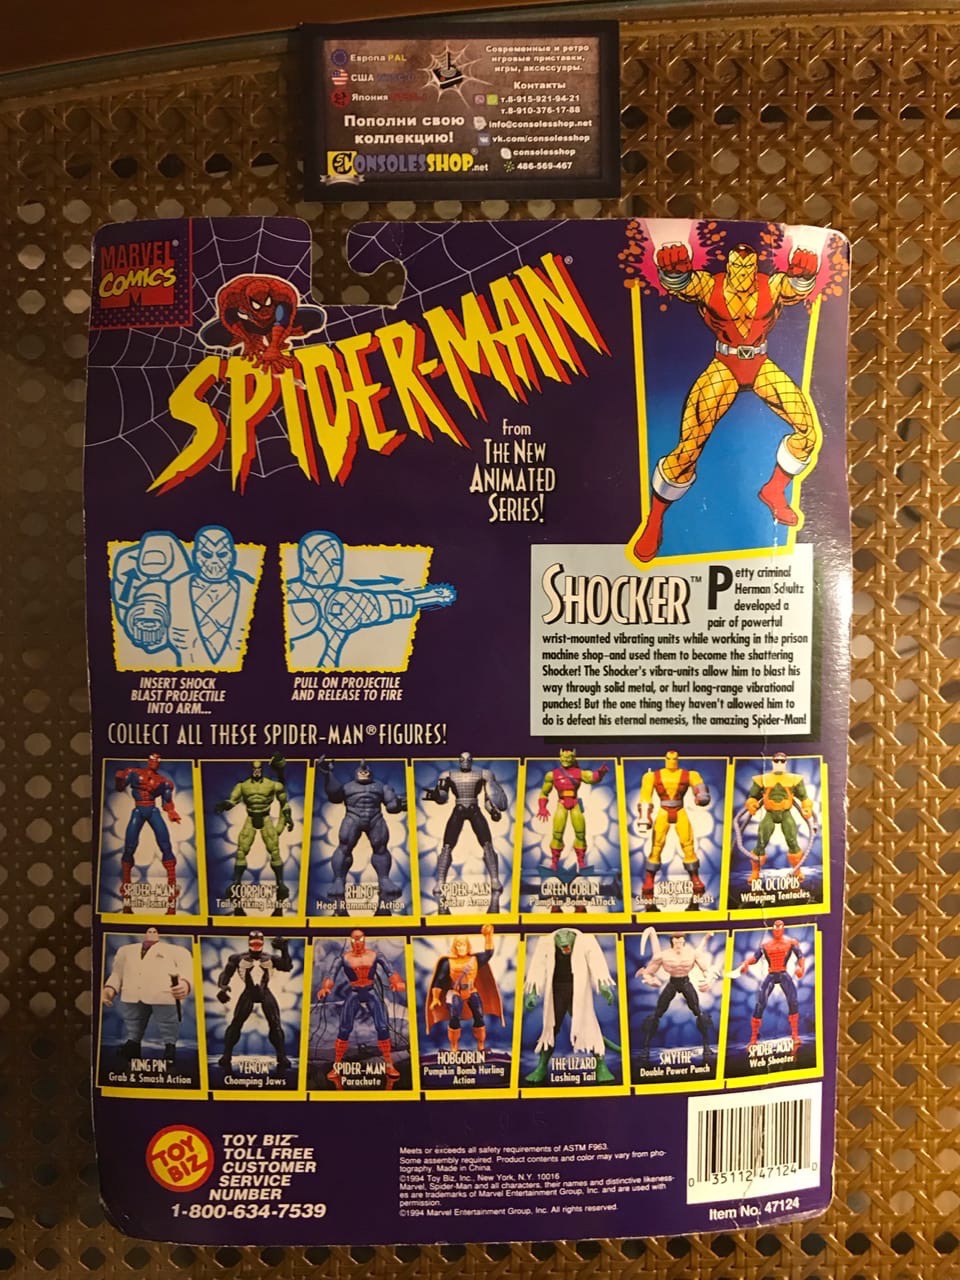 Европа PAL
США
Япония
Пополни свою
коллекцию!
CONSOLESSHOP.net
Современные и ретро
игровые приставки,
игры, аксессуары.
Контакты
т.8-915-921-94-21
т.8-910-376-17-88
info@consolesshop.net
vk.com/consolesshop
consolesshop
486-569-467
MARVEL®
COMICS
SPIDER-MAN®
From
THE NEW
ANIMATED
SERIES!
INSERT SHOCK
BLAST PROJECTILE
INTO ARM...
PULL ON PROJECTILE
AND RELEASE TO FIRE
SHOCKER™
Petty criminal
Herman Schultz
developed a
pair of powerful
wrist-mounted vibrating units while working in the prison
machine shop-and used them to become the shattering
Shocker! The Shocker's vibra-units allow him to blast his
way through solid metal, or hurl long-range vibrational
punches! But the one thing they haven't allowed him to
do is defeat his eternal nemesis, the amazing Spider-Man!
COLLECT ALL THESE SPIDER-MAN® FIGURES!
SPIDER-MAN
Multi-Jointed
SCORPION
Tail Striking Action
RHINO
Head Ramming Action
SPIDER-MAN
Spider Armor
GREEN GOBLIN
Pumpkin Bomb Attack
SHOCKER
Shooting Power Blasts
DR. OCTOPUS
Whipping Tentacles
KING PIN™
Grab & Smash Action
VENOM™
Chomping Jaws
SPIDER-MAN
Parachute
HOBGOBLIN™
Pumpkin Bomb Hurling
Action
THE LIZARD
Lashing Tail
SMYTHE™
Double Power Punch
SPIDER-MAN
Web Shooter
TOY
BIZ
TOY BIZ™
TOLL FREE
CUSTOMER
SERVICE
NUMBER
1-800-634-7539
Meets or exceeds all safety requirements of ASTM F963.
Some assembly required. Product contents and color may vary from pho-
tography. Made in China.
©1994 Toy Biz, Inc., New York, N.Y. 10016
Marvel, Spider-Man and all characters, their names and distinctive likeness-
es are trademarks of Marvel Entertainment Group, Inc. and are used with
permission.
©1994 Marvel Entertainment Group, Inc. All rights reserved.
0 35112 47124 0
Item No. 47124